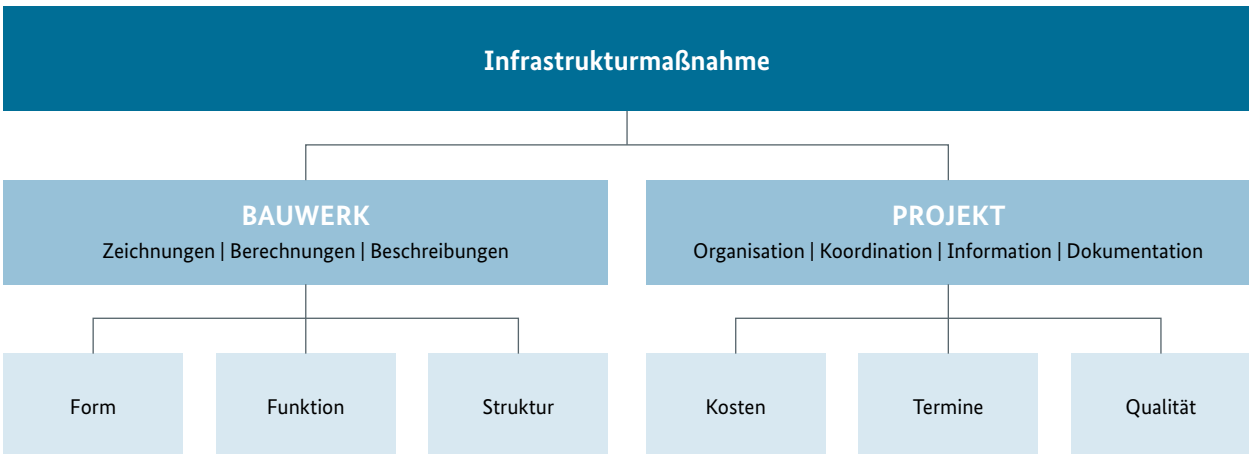 Infrastrukturmaßnahme
BAUWERK
Zeichnungen | Berechnungen | Beschreibungen
PROJEKT
Organisation | Koordination | Information | Dokumentation
Form
Funktion
Struktur
Kosten
Termine
Qualität